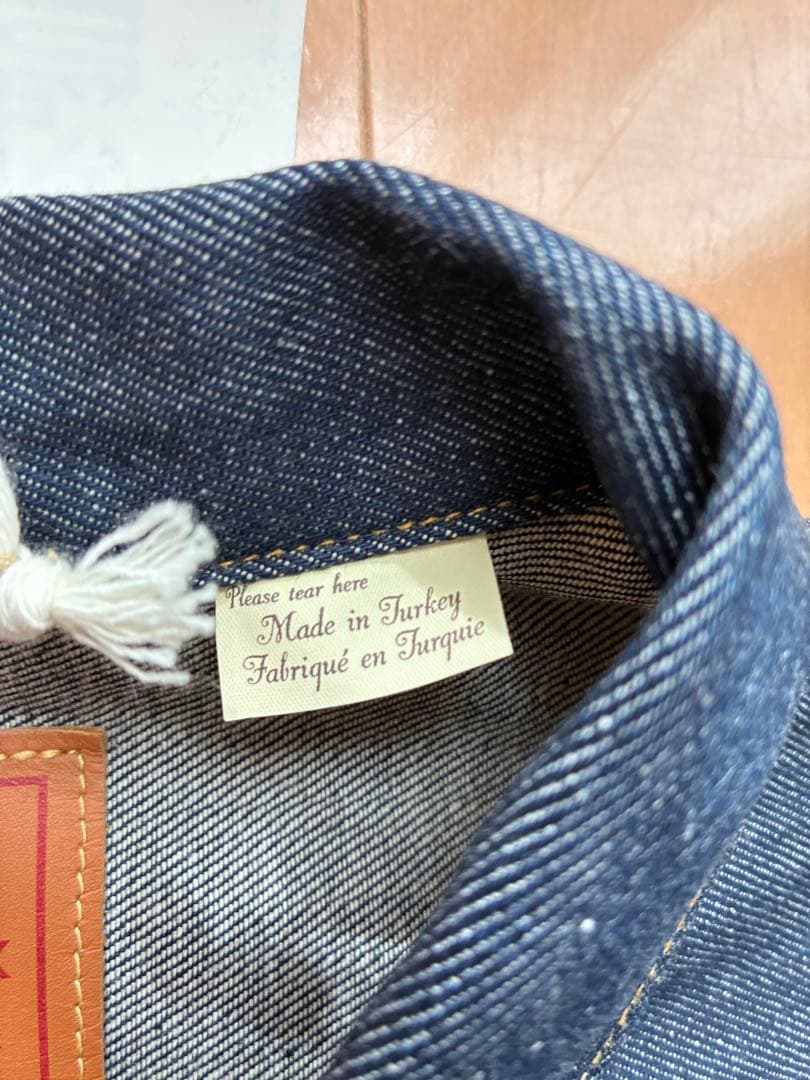 Please tear here
Made in Turkey
Fabriqué en Turquie